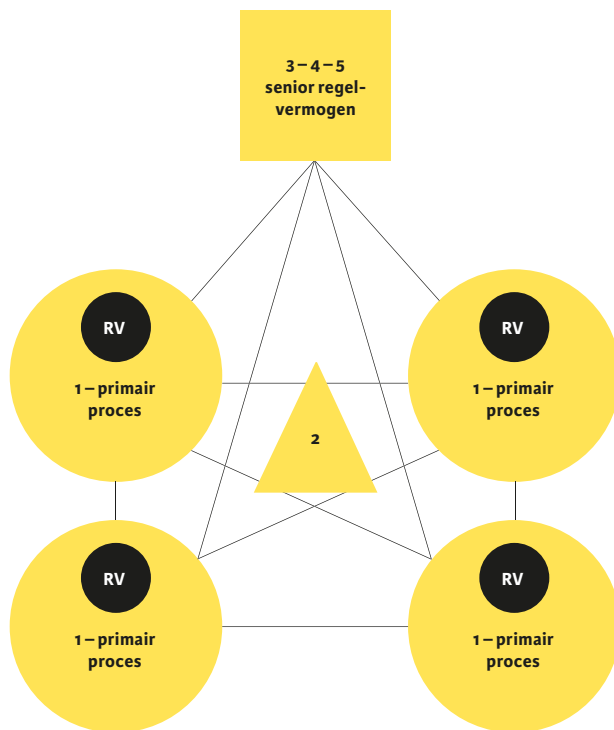 3 – 4 – 5
senior regel-
vermogen
RV
1 – primair
proces
RV
1 – primair
proces
2
RV
1 – primair
proces
RV
1 – primair
proces